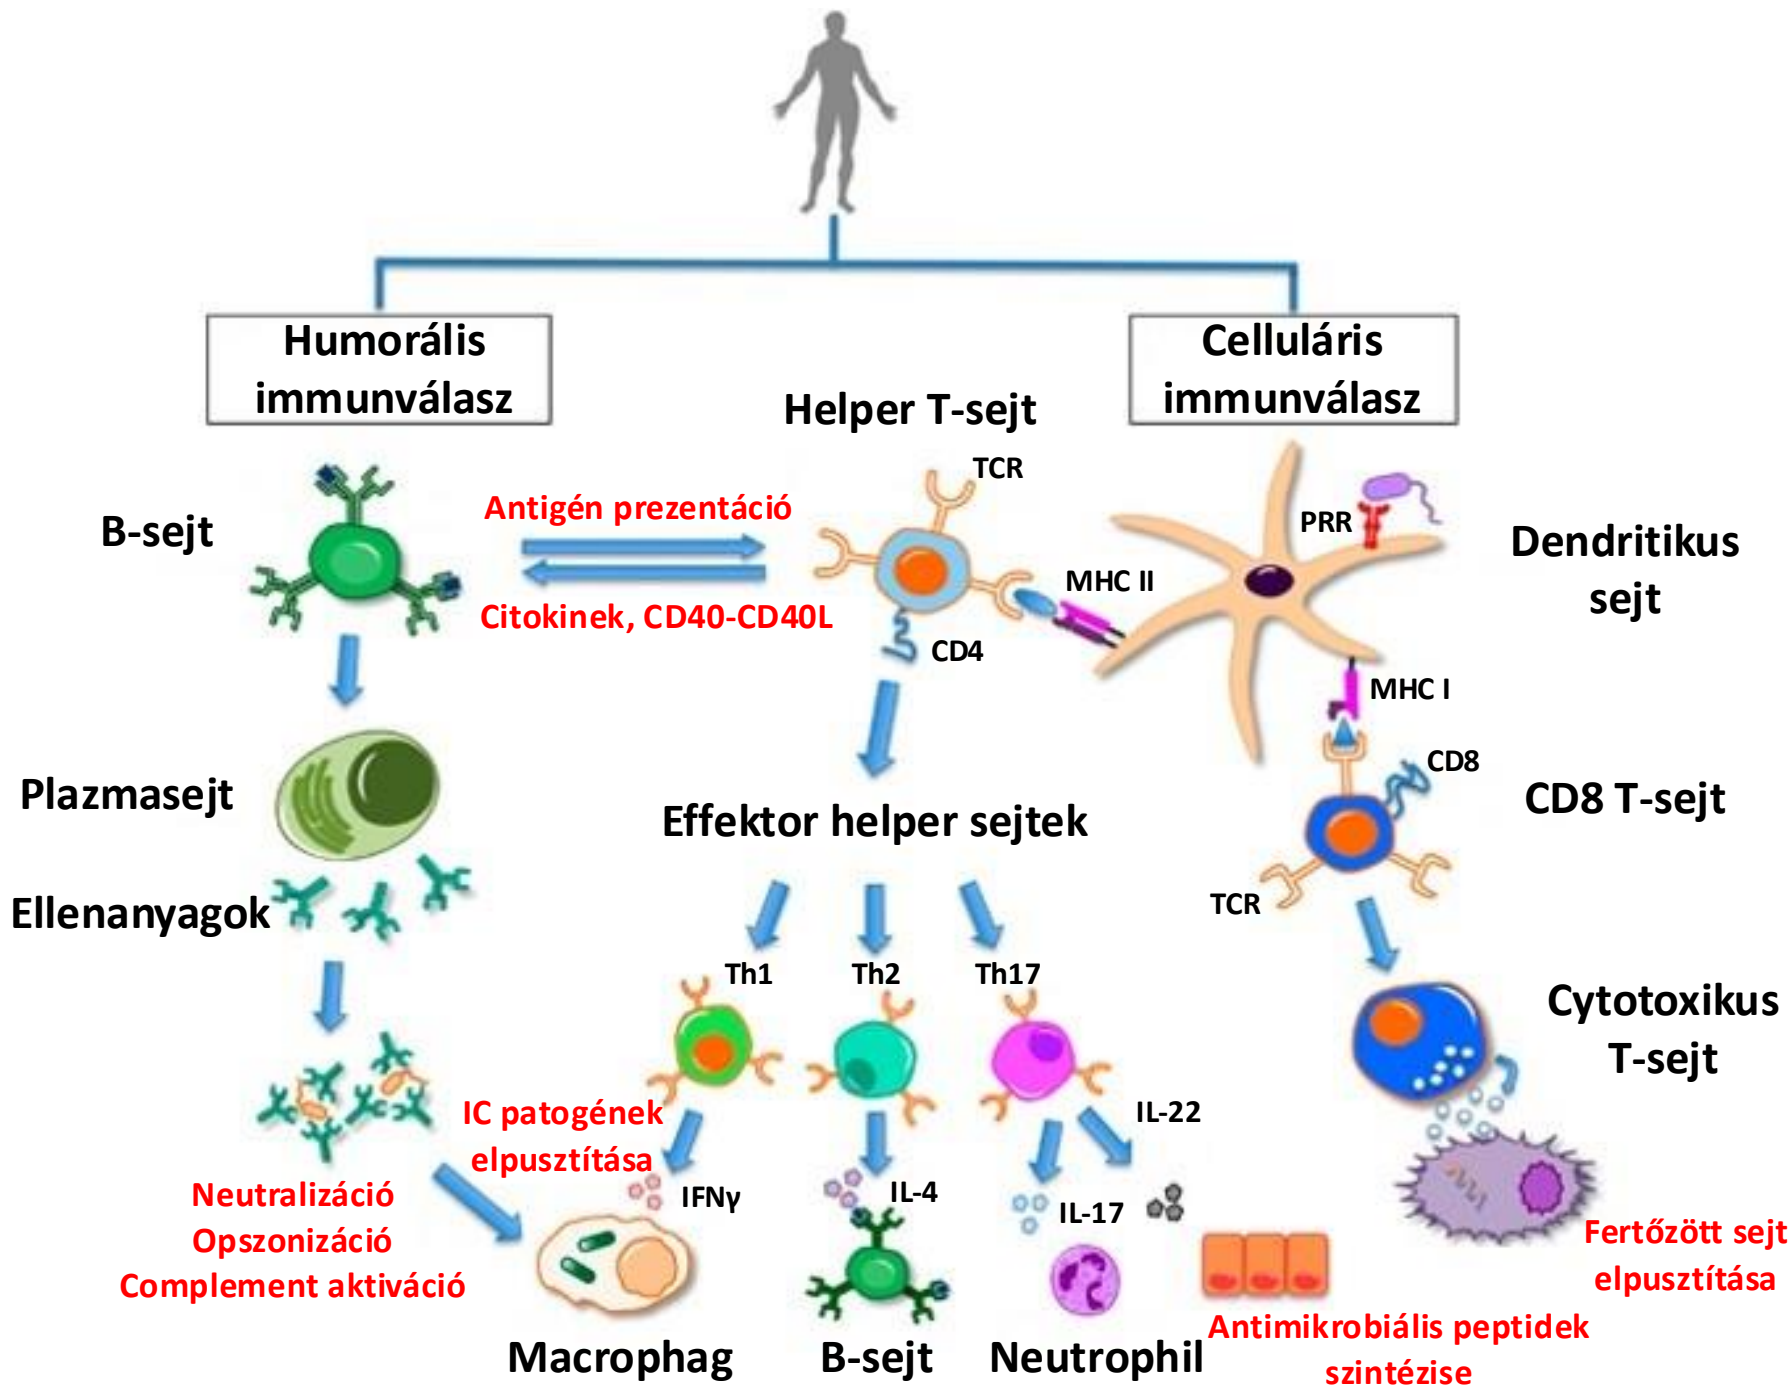 Humorális
immunválasz
Celluláris
immunválasz
Helper T-sejt
TCR
B-sejt
Antigén prezentáció
PRR
Dendritikus
sejt
MHC II
Citokinek, CD40-CD40L
CD4
MHC I
CD8
Plazmasejt
Effektor helper sejtek
CD8 T-sejt
Ellenanyagok
TCR
Th1
Th2
Th17
Cytotoxikus
T-sejt
IC patogének
elpusztítása
IL-22
Neutralizáció
Opszonizáció
Complement aktiváció
IFNγ
IL-4
IL-17
Fertőzött sejt
elpusztítása
Macrophag
B-sejt
Neutrophil
Antimikrobiális peptidek
szintézise